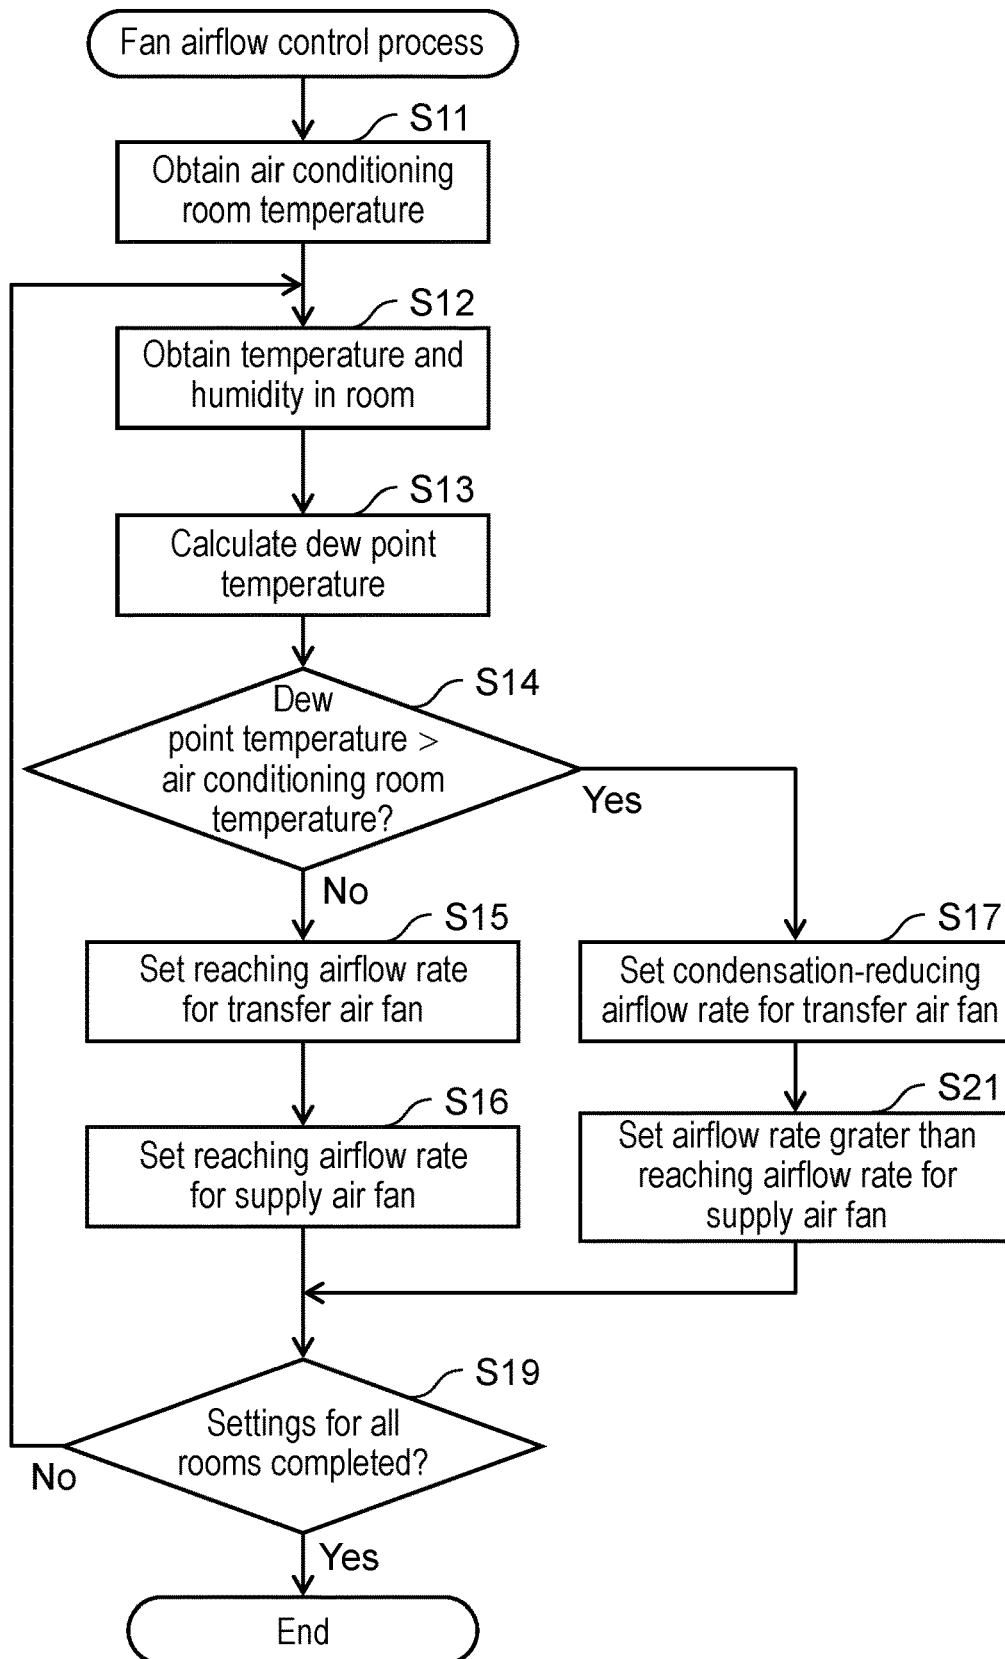 Fan airflow control process
S11
Obtain air conditioning
room temperature
S12
Obtain temperature and
humidity in room
S13
Calculate dew point
temperature
S14
Dew
point temperature >
air conditioning room
temperature?
Yes
No
S15
Set reaching airflow rate
for transfer air fan
S17
Set condensation-reducing
airflow rate for transfer air fan
S16
Set reaching airflow rate
for supply air fan
S21
Set airflow rate grater than
reaching airflow rate for
supply air fan
S19
Settings for all
rooms completed?
No
Yes
End